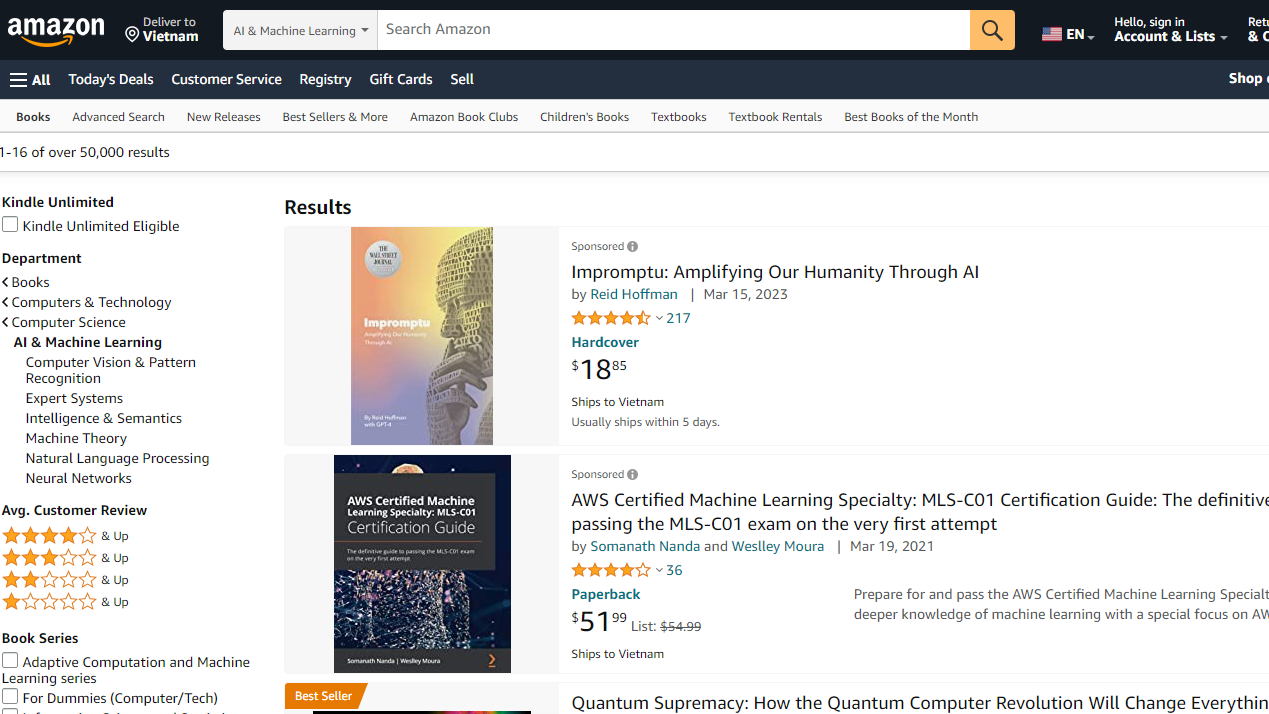 amazon
Deliver to
Vietnam
AI & Machine Learning
Search Amazon
EN
Hello, sign in
Account & Lists
& C
All
Today's Deals
Customer Service
Registry
Gift Cards
Sell
Shop
Books
Advanced Search
New Releases
Best Sellers & More
Amazon Book Clubs
Children's Books
Textbooks
Textbook Rentals
Best Books of the Month
1-16 of over 50,000 results
Kindle Unlimited
Kindle Unlimited Eligible
Department
Books
Computers & Technology
Computer Science
AI & Machine Learning
Computer Vision & Pattern
Recognition
Expert Systems
Intelligence & Semantics
Machine Theory
Natural Language Processing
Neural Networks
Avg. Customer Review
& Up
& Up
& Up
& Up
Book Series
Adaptive Computation and Machine
Learning series
For Dummies (Computer/Tech)
Results
THE
WALL STREET
JOURNAL
Impromptu
Amplifying Our Humanity
Through AI
By Reid Hoffman
with GPT-4
Sponsored
Impromptu: Amplifying Our Humanity Through AI
by Reid Hoffman | Mar 15, 2023
217
Hardcover
$18.85
Ships to Vietnam
Usually ships within 5 days.
AWS Certified Machine
Learning Specialty: MLS-C01
Certification Guide
The definitive guide to passing the MLS-C01 exam
on the very first attempt
Somanath Nanda | Weslley Moura
Sponsored
AWS Certified Machine Learning Specialty: MLS-C01 Certification Guide: The definitive
passing the MLS-C01 exam on the very first attempt
by Somanath Nanda and Weslley Moura | Mar 19, 2021
36
Paperback
$51.99 List: $54.99
Ships to Vietnam
Prepare for and pass the AWS Certified Machine Learning Specialt
deeper knowledge of machine learning with a special focus on AW
Best Seller
Quantum Supremacy: How the Quantum Computer Revolution Will Change Everythin